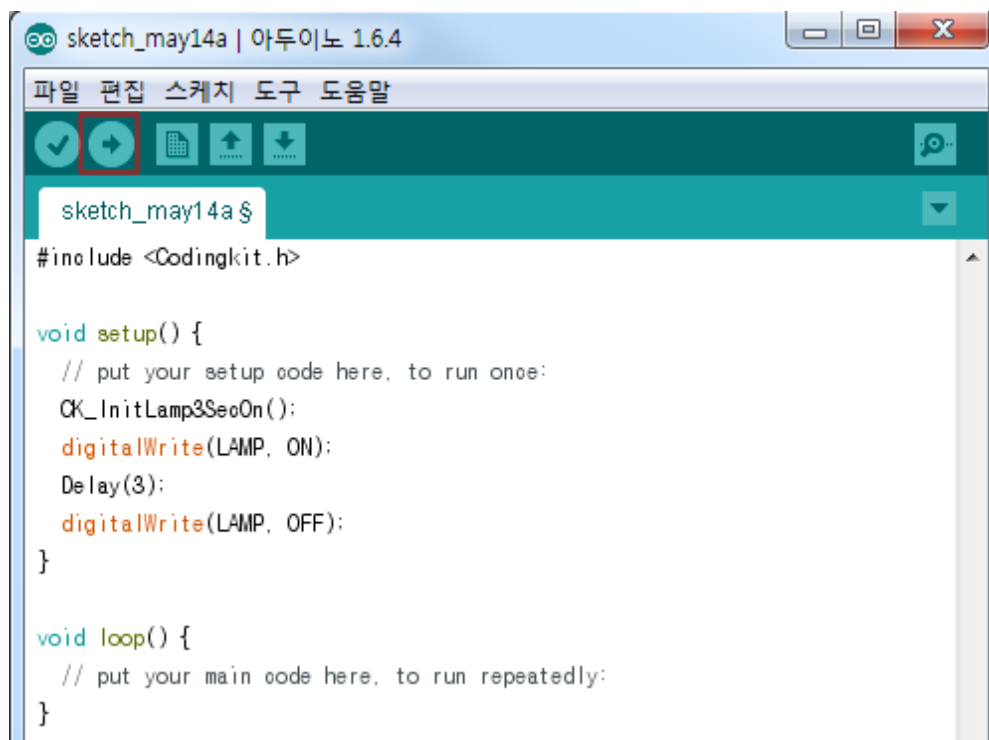 sketch_may14a | 아두이노 1.6.4
파일 편집 스케치 도구 도움말
sketch_may14a §
#include <Codingkit.h>
void setup() {
// put your setup code here, to run once:
CK_InitLamp3SecOn();
digitalWrite(LAMP, ON);
Delay(3);
digitalWrite(LAMP, OFF);
}
void loop() {
// put your main code here, to run repeatedly:
}